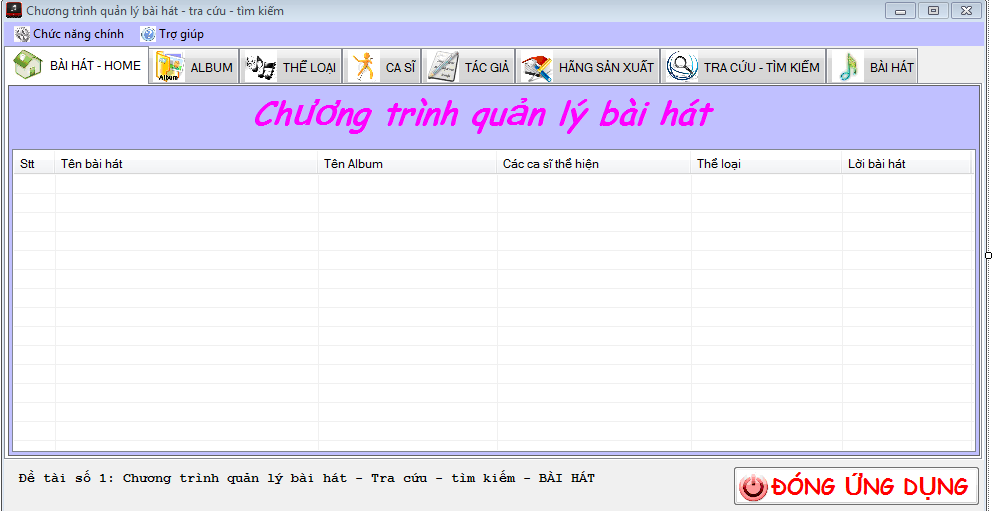 Chương trình quản lý bài hát - tra cứu - tìm kiếm
Chức năng chính Trợ giúp
BÀI HÁT - HOME ALBUM THỂ LOẠI CA SĨ TÁC GIẢ HÃNG SẢN XUẤT TRA CỨU - TÌM KIẾM BÀI HÁT
Chương trình quản lý bài hát
Stt Tên bài hát Tên Album Các ca sĩ thể hiện Thể loại Lời bài hát
Đề tài số 1: Chương trình quản lý bài hát - Tra cứu - tìm kiếm - BÀI HÁT
ĐÓNG ỨNG DỤNG